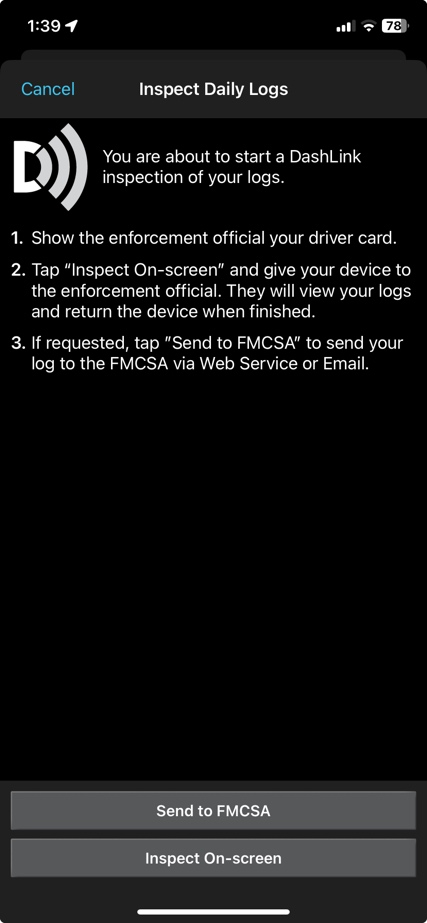 1:39
78
Cancel
Inspect Daily Logs
D
You are about to start a DashLink
inspection of your logs.
1. Show the enforcement official your driver card.
2. Tap “Inspect On-screen” and give your device to
the enforcement official. They will view your logs
and return the device when finished.
3. If requested, tap ”Send to FMCSA” to send your
log to the FMCSA via Web Service or Email.
Send to FMCSA
Inspect On-screen